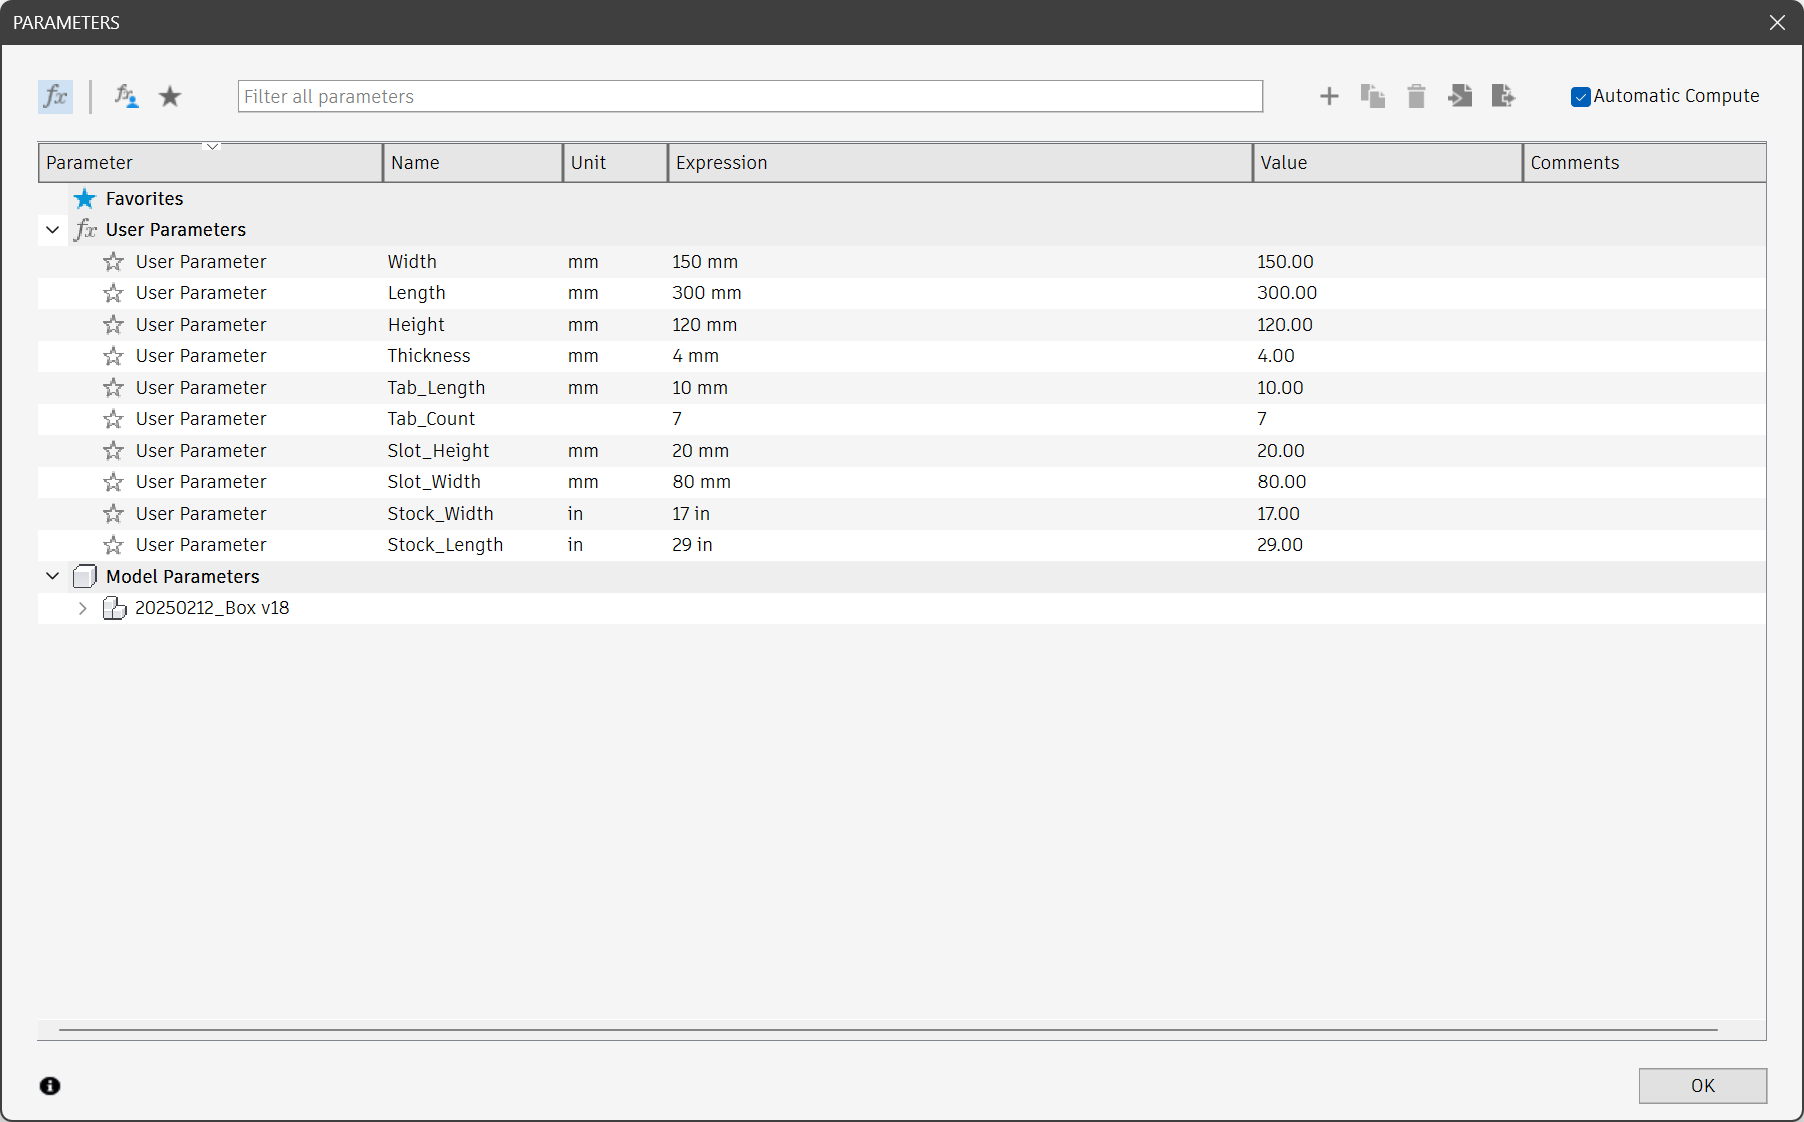 PARAMETERS
fx fx Filter all parameters Automatic Compute
Parameter Name Unit Expression Value Comments
Favorites
fx User Parameters
User Parameter Width mm 150 mm 150.00
User Parameter Length mm 300 mm 300.00
User Parameter Height mm 120 mm 120.00
User Parameter Thickness mm 4 mm 4.00
User Parameter Tab_Length mm 10 mm 10.00
User Parameter Tab_Count 7 7
User Parameter Slot_Height mm 20 mm 20.00
User Parameter Slot_Width mm 80 mm 80.00
User Parameter Stock_Width in 17 in 17.00
User Parameter Stock_Length in 29 in 29.00
Model Parameters
20250212_Box v18
OK